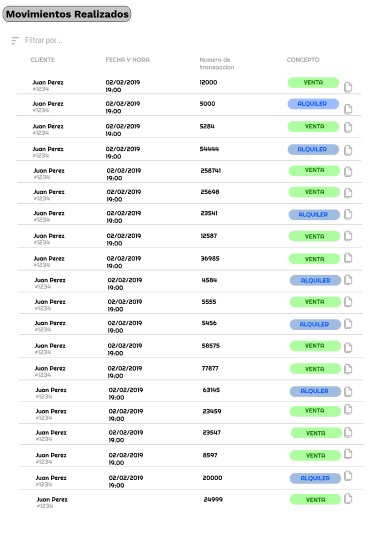 Movimientos Realizados
Filtrar por...
CLIENTE FECHA Y HORA Numero de transaccion CONCEPTO
Juan Perez 02/02/2019 12000 VENTA
#1234 19:00
Juan Perez 02/02/2019 5000 ALQUILER
#1234 19:00
Juan Perez 02/02/2019 5284 VENTA
#1234 19:00
Juan Perez 02/02/2019 54444 ALQUILER
#1234 19:00
Juan Perez 02/02/2019 258741 VENTA
#1234 19:00
Juan Perez 02/02/2019 25698 VENTA
#1234 19:00
Juan Perez 02/02/2019 23541 ALQUILER
#1234 19:00
Juan Perez 02/02/2019 12587 VENTA
#1234 19:00
Juan Perez 02/02/2019 36985 VENTA
#1234 19:00
Juan Perez 02/02/2019 4584 ALQUILER
#1234 19:00
Juan Perez 02/02/2019 5555 VENTA
#1234 19:00
Juan Perez 02/02/2019 5456 ALQUILER
#1234 19:00
Juan Perez 02/02/2019 58575 VENTA
#1234 19:00
Juan Perez 02/02/2019 77877 VENTA
#1234 19:00
Juan Perez 02/02/2019 63145 ALQUILER
#1234 19:00
Juan Perez 02/02/2019 23459 VENTA
#1234 19:00
Juan Perez 02/02/2019 23547 VENTA
#1234 19:00
Juan Perez 02/02/2019 8597 VENTA
#1234 19:00
Juan Perez 02/02/2019 20000 ALQUILER
#1234 19:00
Juan Perez 24999 VENTA
#1234